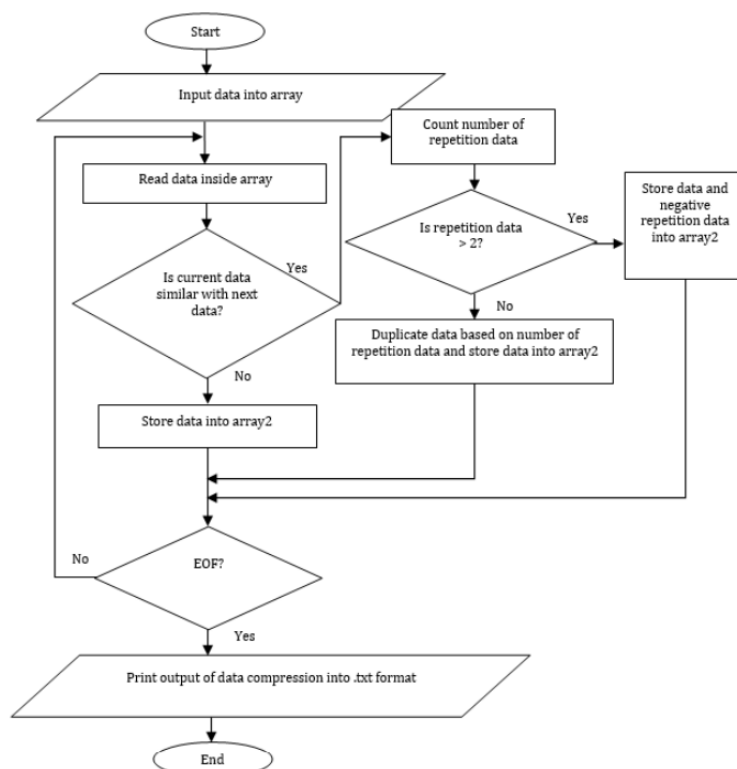 Start
Input data into array
Count number of
repetition data
Read data inside array
Store data and
negative
repetition data
into array2
Is repetition data
> 2?
Yes
Is current data
similar with next
data?
Yes
No
Duplicate data based on number of
repetition data and store data into array2
No
Store data into array2
No
EOF?
Yes
Print output of data compression into .txt format
End